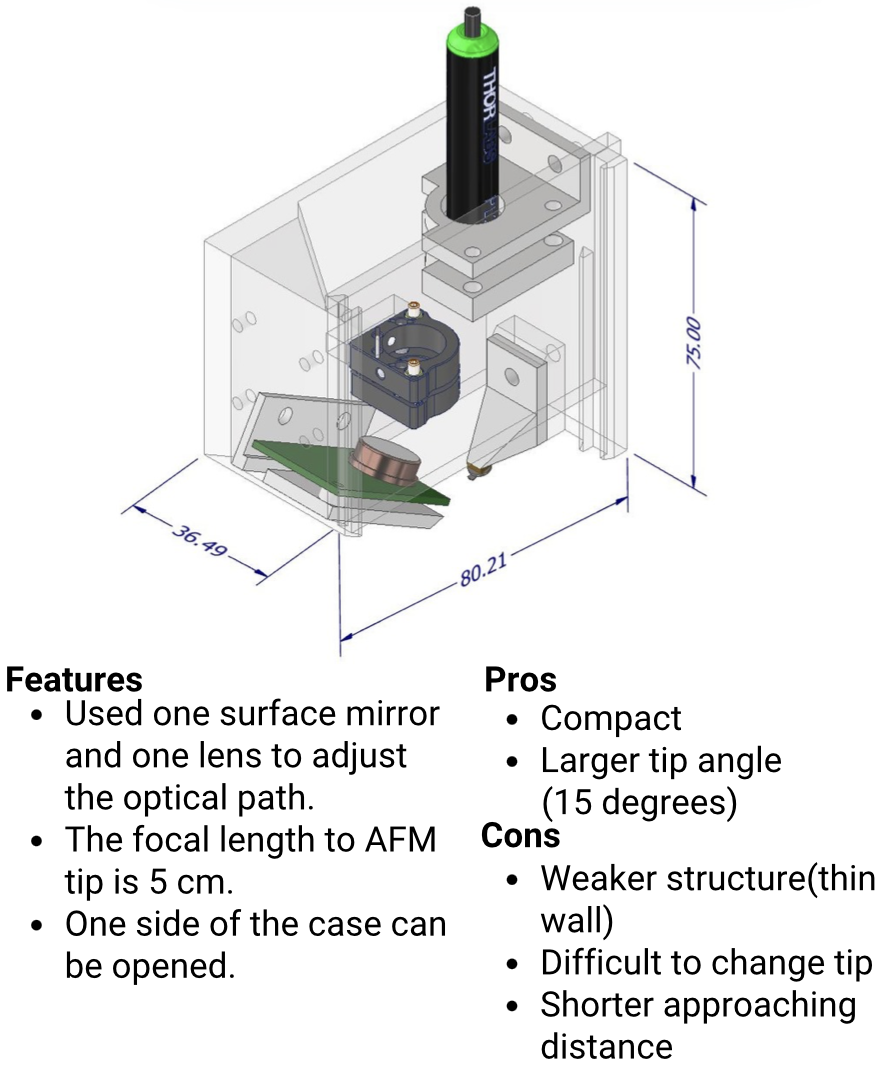 THORLABS
75.00
36.49
80.21
Features
• Used one surface mirror
and one lens to adjust
the optical path.
• The focal length to AFM
tip is 5 cm.
• One side of the case can
be opened.
Pros
• Compact
• Larger tip angle
(15 degrees)
Cons
• Weaker structure(thin
wall)
• Difficult to change tip
• Shorter approaching
distance